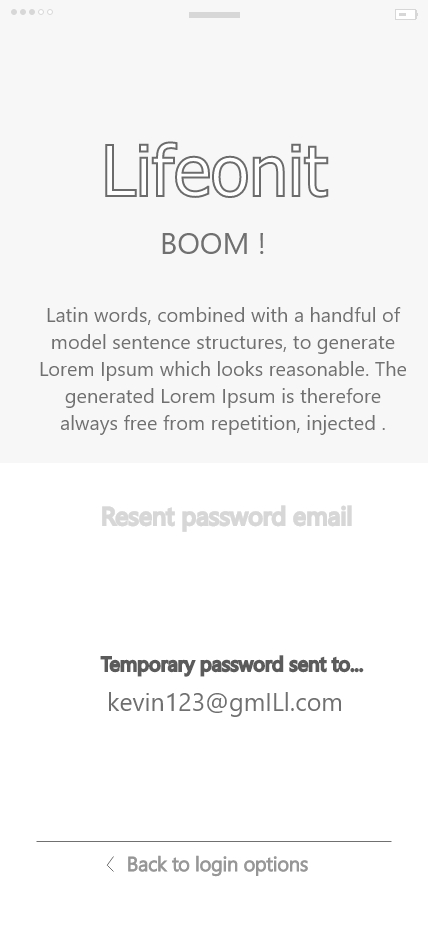 Lifeonit
BOOM !
Latin words, combined with a handful of
model sentence structures, to generate
Lorem Ipsum which looks reasonable. The
generated Lorem Ipsum is therefore
always free from repetition, injected .
Resent password email
Temporary password sent to...
kevin123@gmILl.com
Back to login options